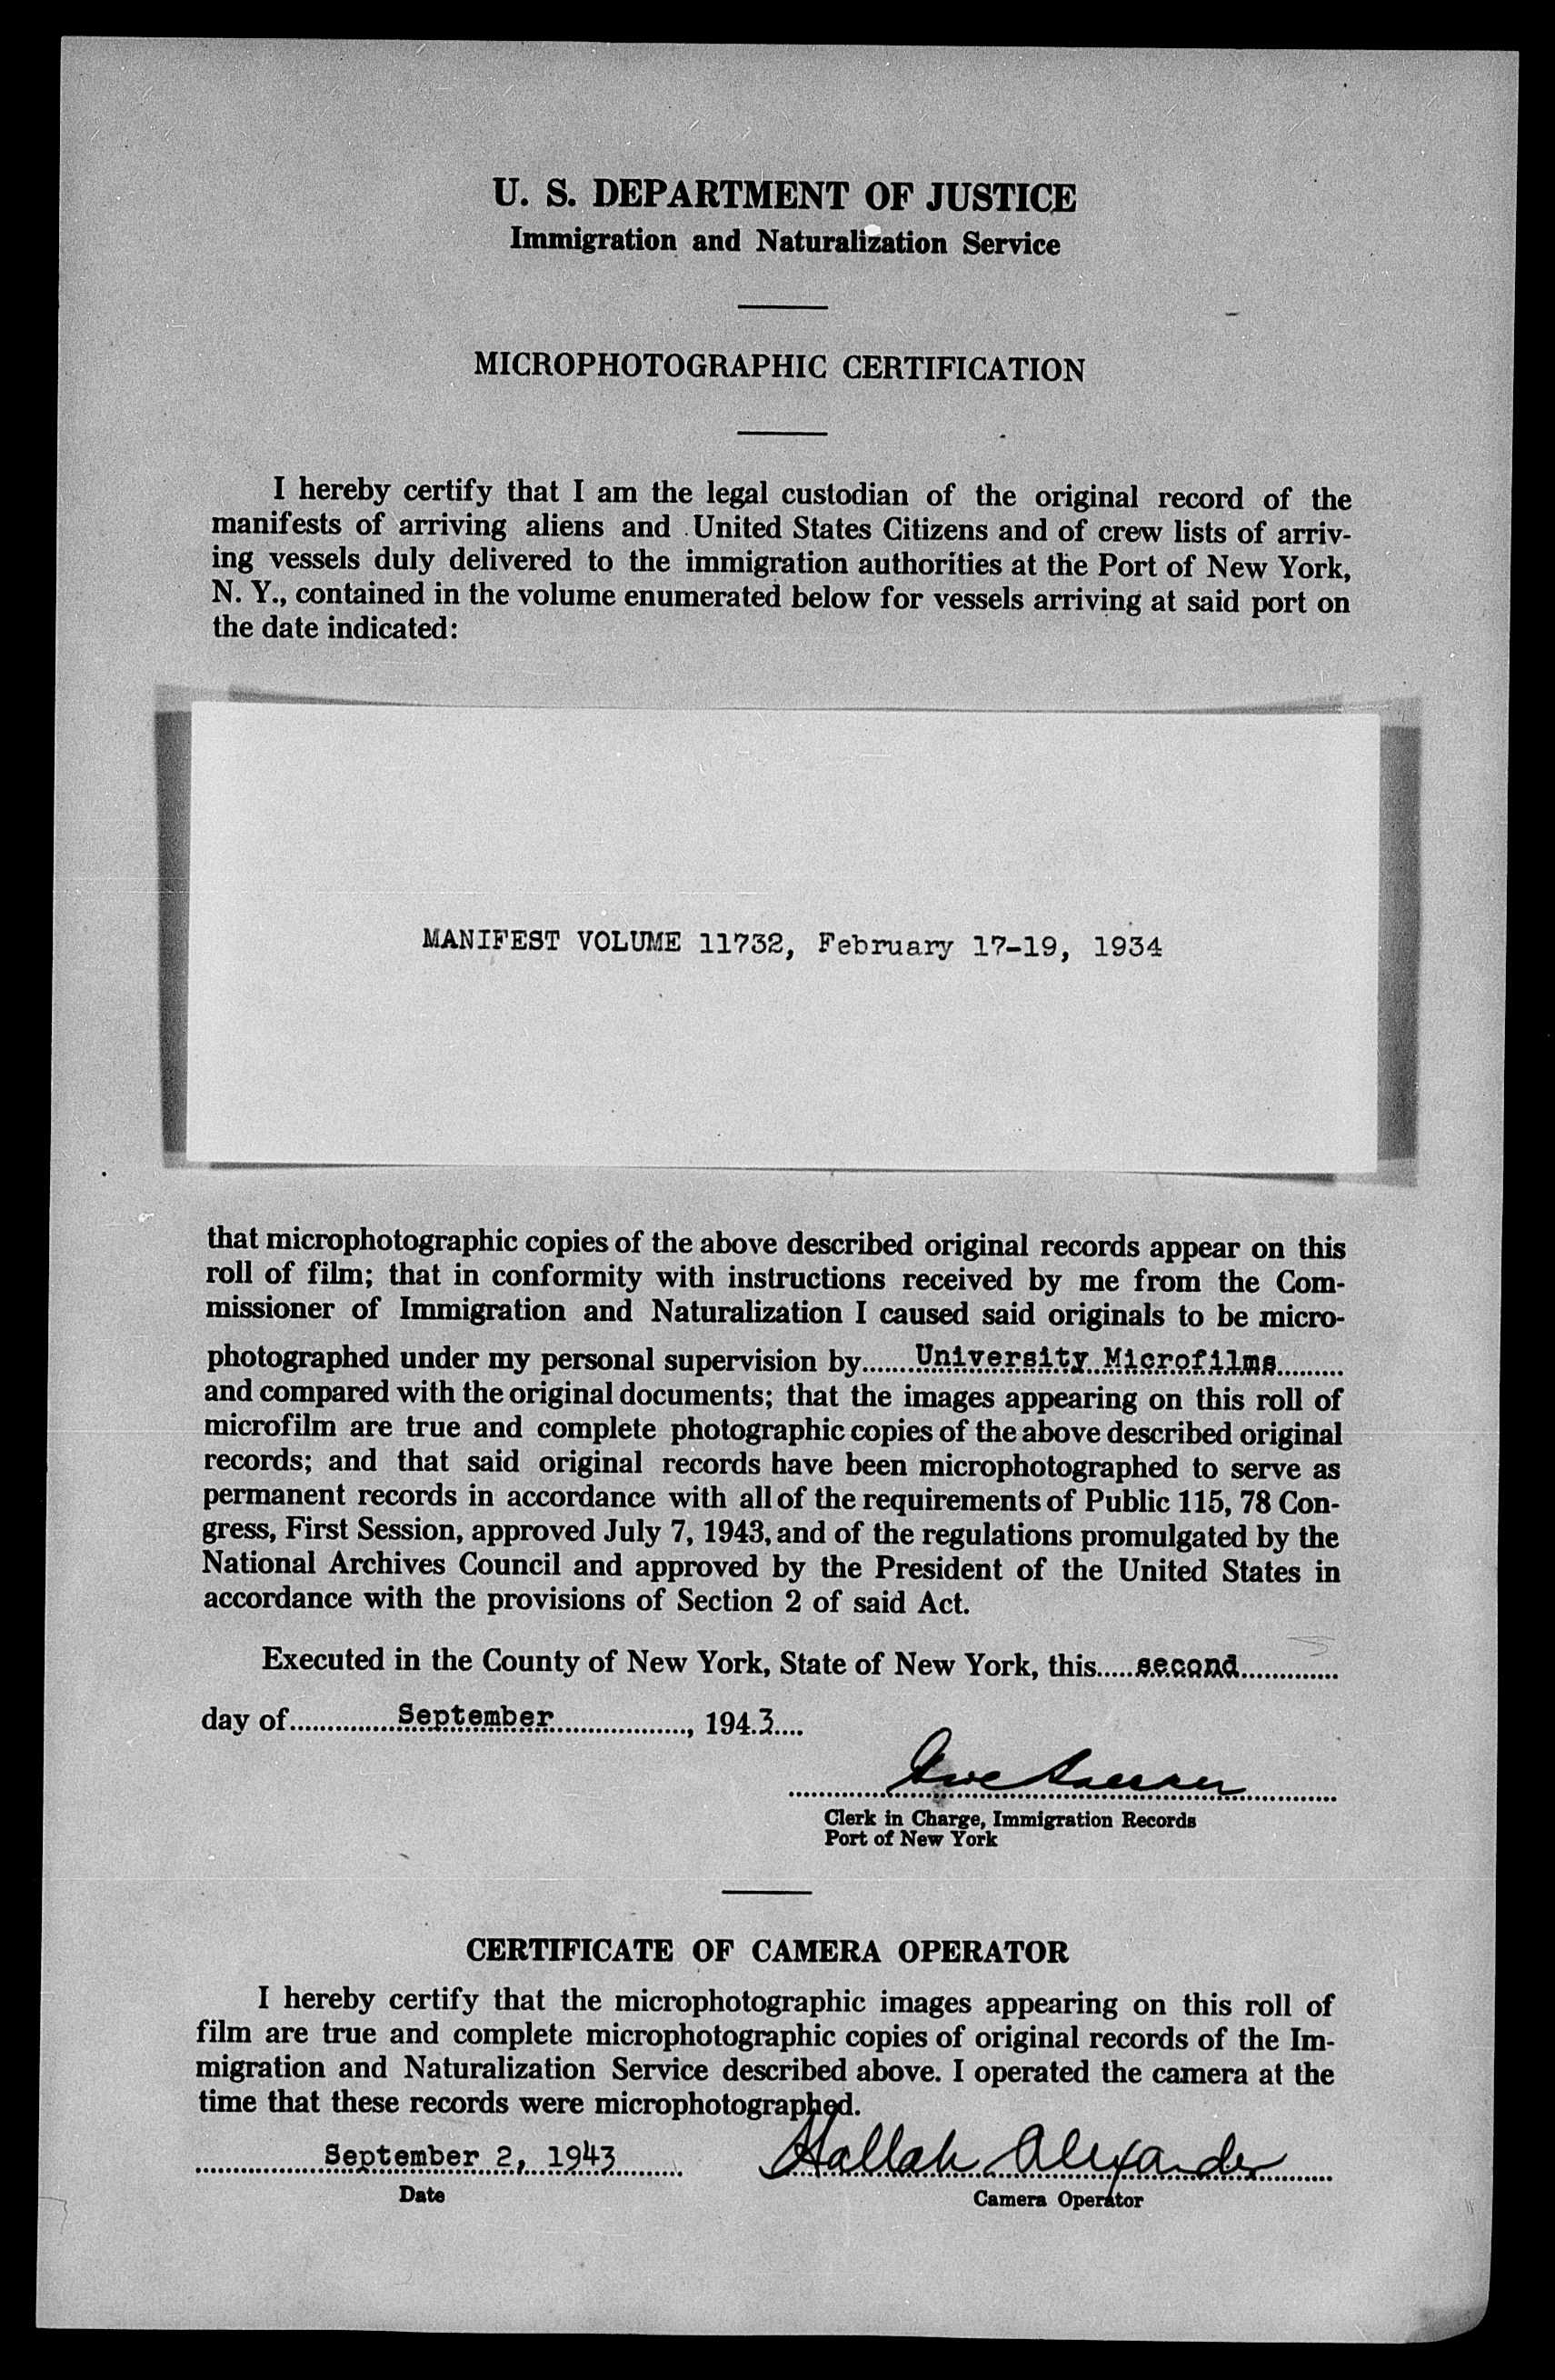 U. S. DEPARTMENT OF JUSTICE
Immigration and Naturalization Service
MICROPHOTOGRAPHIC CERTIFICATION
I hereby certify that I am the legal custodian of the original record of the
manifests of arriving aliens and United States Citizens and of crew lists of arriv-
ing vessels duly delivered to the immigration authorities at the Port of New York,
N. Y., contained in the volume enumerated below for vessels arriving at said port on
the date indicated:
MANIFEST VOLUME 11732, February 17-19, 1934
that microphotographic copies of the above described original records appear on this
roll of film; that in conformity with instructions received by me from the Com-
missioner of Immigration and Naturalization I caused said originals to be micro-
photographed under my personal supervision by University Microfilms
and compared with the original documents; that the images appearing on this roll of
microfilm are true and complete photographic copies of the above described original
records; and that said original records have been microphotographed to serve as
permanent records in accordance with all of the requirements of Public 115, 78 Con-
gress, First Session, approved July 7, 1943, and of the regulations promulgated by the
National Archives Council and approved by the President of the United States in
accordance with the provisions of Section 2 of said Act.
Executed in the County of New York, State of New York, this second
day of September, 1943
Clerk in Charge, Immigration Records
Port of New York
CERTIFICATE OF CAMERA OPERATOR
I hereby certify that the microphotographic images appearing on this roll of
film are true and complete microphotographic copies of original records of the Im-
migration and Naturalization Service described above. I operated the camera at the
time that these records were microphotographed.
September 2, 1943 Hallah Alexander
Date Camera Operator